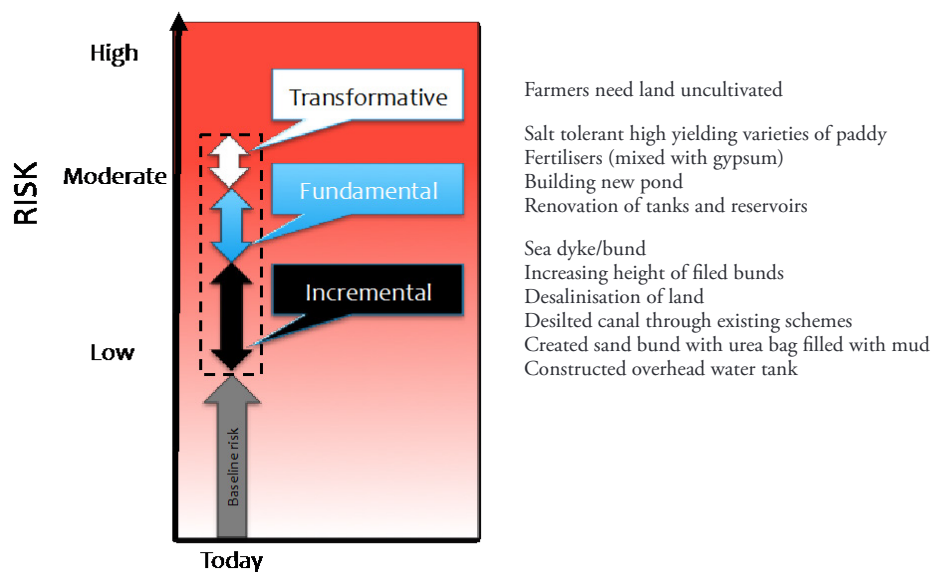 High
Transformative
Farmers need land uncultivated
Salt tolerant high yielding varieties of paddy
Fertilisers (mixed with gypsum)
Building new pond
Renovation of tanks and reservoirs
RISK
Moderate
Fundamental
Sea dyke/bund
Increasing height of filed bunds
Desalinisation of land
Desilted canal through existing schemes
Created sand bund with urea bag filled with mud
Constructed overhead water tank
Incremental
Low
Baseline risk
Today